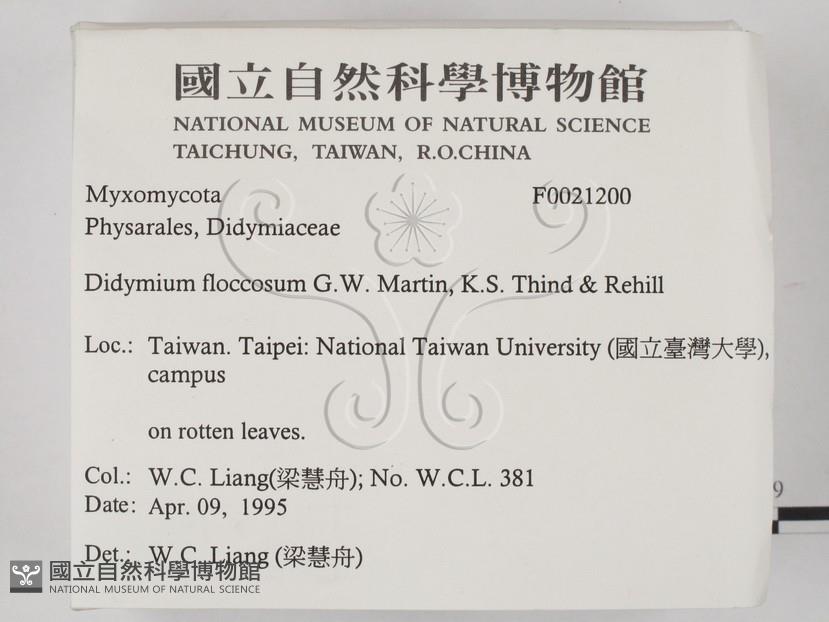 國立自然科學博物館
NATIONAL MUSEUM OF NATURAL SCIENCE
TAICHUNG, TAIWAN, R.O.CHINA
Myxomycota F0021200
Physarales, Didymiaceae
Didymium floccosum G.W. Martin, K.S. Thind & Rehill
Loc.: Taiwan. Taipei: National Taiwan University (國立臺灣大學),
campus
on rotten leaves.
Col.: W.C. Liang(梁慧舟); No. W.C.L. 381
Date: Apr. 09, 1995
Det.: W.C. Liang (梁慧舟)
國立自然科學博物館
NATIONAL MUSEUM OF NATURAL SCIENCE
9